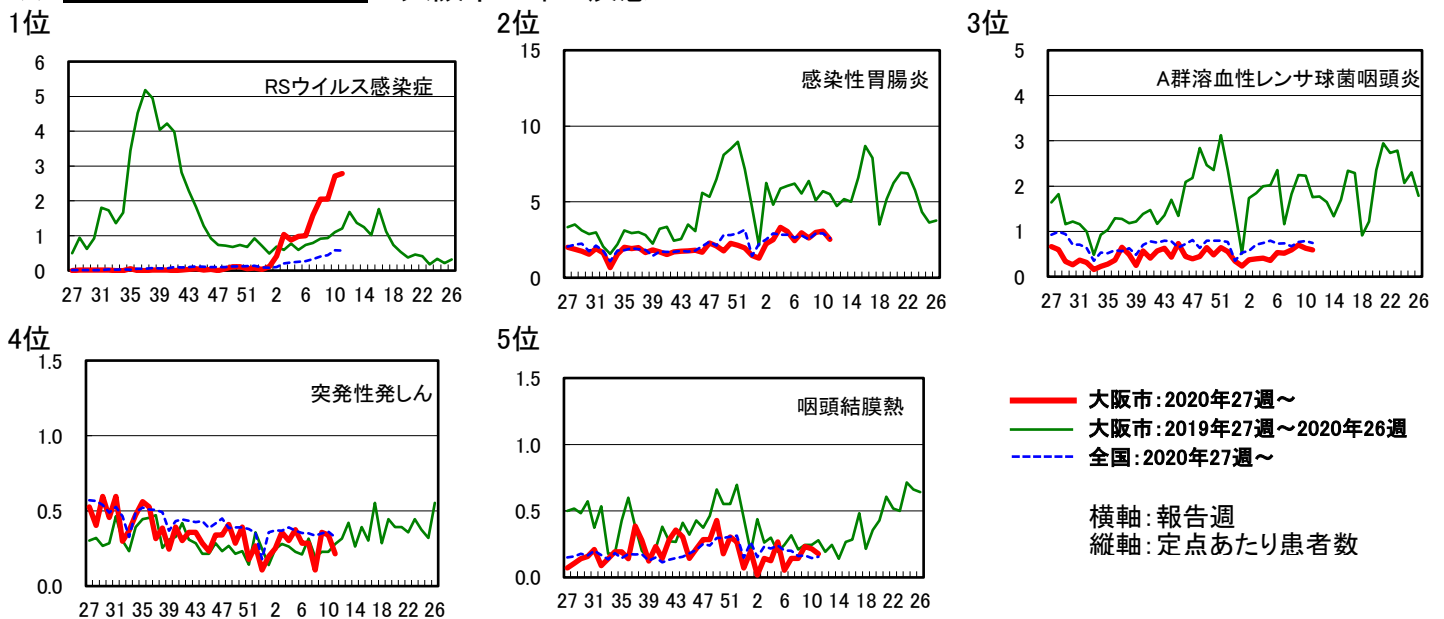 1位
6
5
4
3
2
1
0
RSウイルス感染症
27 31 35 39 43 47 51 2 6 10 14 18 22 26
2位
15
10
5
0
感染性胃腸炎
27 31 35 39 43 47 51 2 6 10 14 18 22 26
3位
5
4
3
2
1
0
A群溶血性レンサ球菌咽頭炎
27 31 35 39 43 47 51 2 6 10 14 18 22 26
4位
1.5
1.0
0.5
0.0
突発性発しん
27 31 35 39 43 47 51 2 6 10 14 18 22 26
5位
1.5
1.0
0.5
0.0
咽頭結膜熱
27 31 35 39 43 47 51 2 6 10 14 18 22 26
大阪市:2020年27週～
大阪市:2019年27週～2020年26週
全国:2020年27週～
横軸:報告週
縦軸:定点あたり患者数